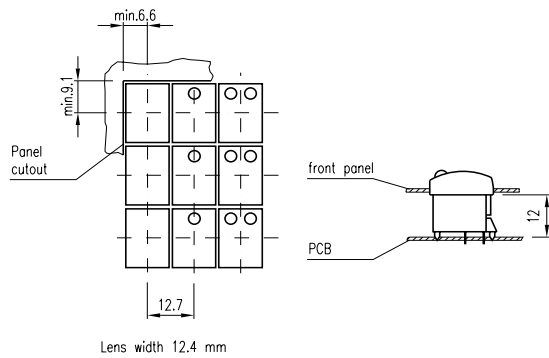 min.6.6
min.9.1
Panel
cutout
front panel
12
PCB
12.7
Lens width 12.4 mm